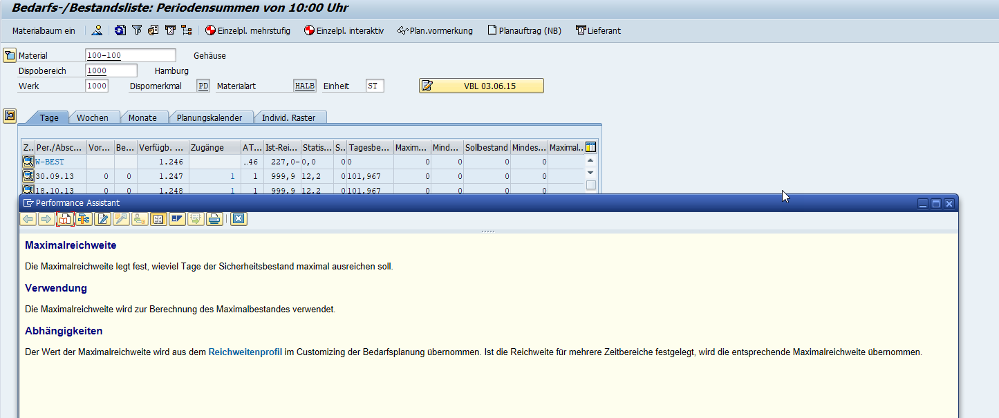 Bedarfs-/Bestandsliste: Periodensummen von 10:00 Uhr
Materialbaum ein Einzelpl. mehrstufig Einzelpl. interaktiv Plan.vormerkung Planauftrag (NB) Lieferant
Material 100-100 Gehäuse
Dispobereich 1000 Hamburg
Werk 1000 Dispomerkmal PD Materialart HALB Einheit ST VBL 03.06.15
Tage Wochen Monate Planungskalender Individ. Raster
Z.. Per./Absc... Vor... Be... Verfügb. ... Zugänge AT... Ist-Rei... Statis... S.. Tagesbe... Maxim... Mind... Sollbestand Mindes... Maximal..
W-BEST 1.246 …46 227,0- 0,0 0 0 0 0 0 0
30.09.13 0 0 1.247 1 1 999,9 12,2 0 101,967 0 0 0 0
18.10.13 0 0 1.248 1 1 999,9 12,2 0 101,967 0 0 0 0
Performance Assistant
Maximalreichweite
Die Maximalreichweite legt fest, wieviel Tage der Sicherheitsbestand maximal ausreichen soll.
Verwendung
Die Maximalreichweite wird zur Berechnung des Maximalbestandes verwendet.
Abhängigkeiten
Der Wert der Maximalreichweite wird aus dem Reichweitenprofil im Customizing der Bedarfsplanung übernommen. Ist die Reichweite für mehrere Zeitbereiche festgelegt, wird die entsprechende Maximalreichweite übernommen.